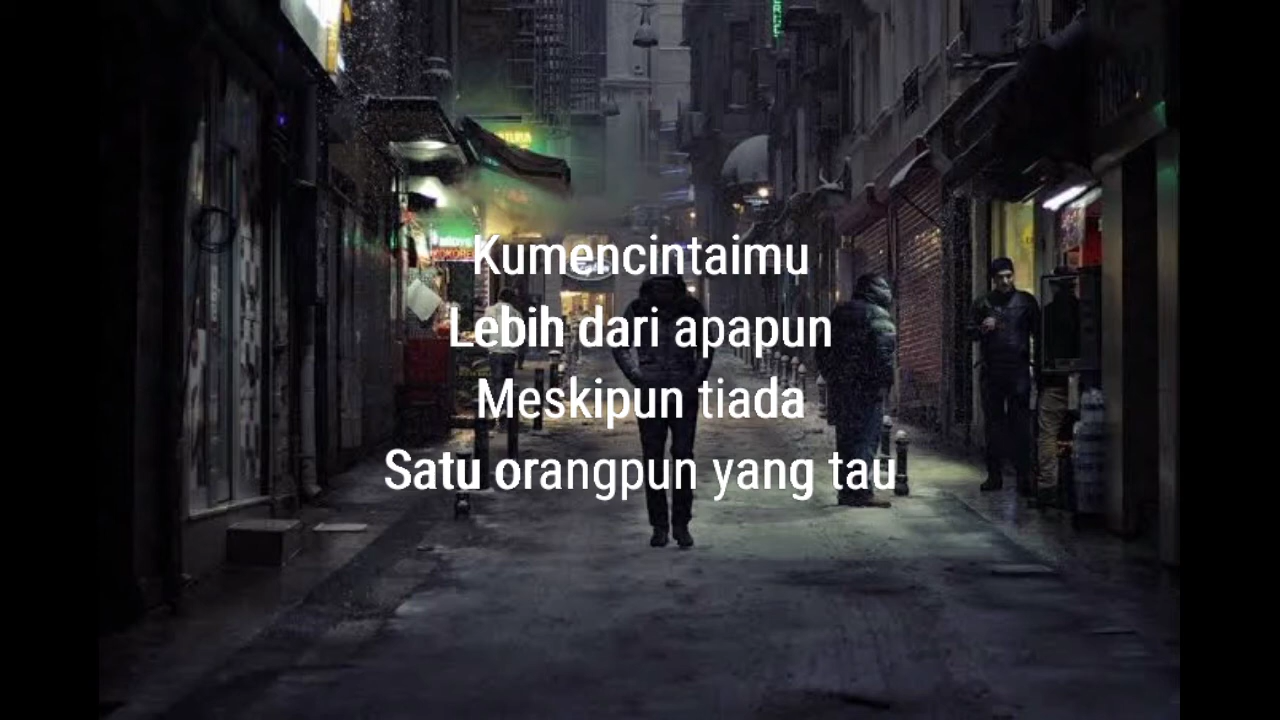 Kumencintaimu
Lebih dari apapun
Meskipun tiada
Satu orangpun yang tau